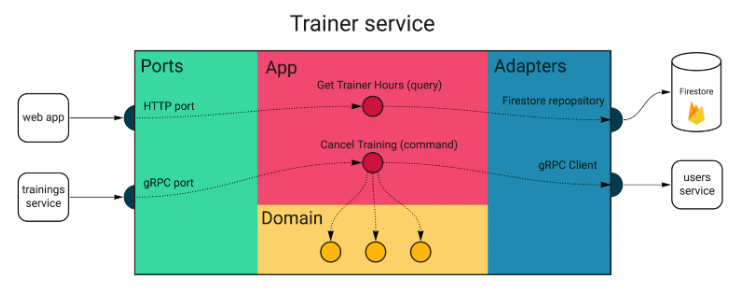 Trainer service
Ports
App
Adapters
Get Trainer Hours (query)
HTTP port
Firestore repopsitory
Firestore
web app
Cancel Training (command)
gRPC port
gRPC Client
trainings
service
users
service
Domain